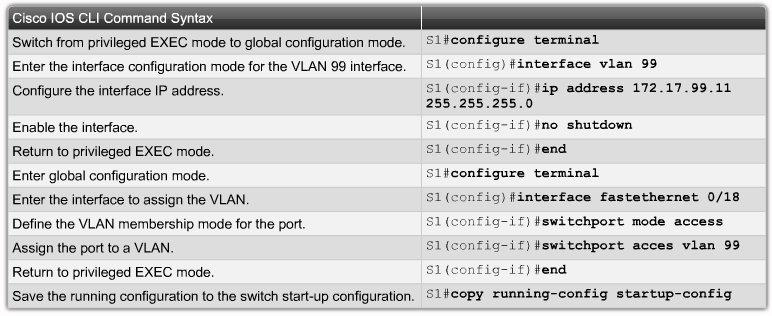 Cisco IOS CLI Command Syntax
Switch from privileged EXEC mode to global configuration mode. S1#configure terminal
Enter the interface configuration mode for the VLAN 99 interface. S1(config)#interface vlan 99
Configure the interface IP address. S1(config-if)#ip address 172.17.99.11
255.255.255.0
Enable the interface. S1(config-if)#no shutdown
Return to privileged EXEC mode. S1(config-if)#end
Enter global configuration mode. S1#configure terminal
Enter the interface to assign the VLAN. S1(config)#interface fastethernet 0/18
Define the VLAN membership mode for the port. S1(config-if)#switchport mode access
Assign the port to a VLAN. S1(config-if)#switchport acces vlan 99
Return to privileged EXEC mode. S1(config-if)#end
Save the running configuration to the switch start-up configuration. S1#copy running-config startup-config